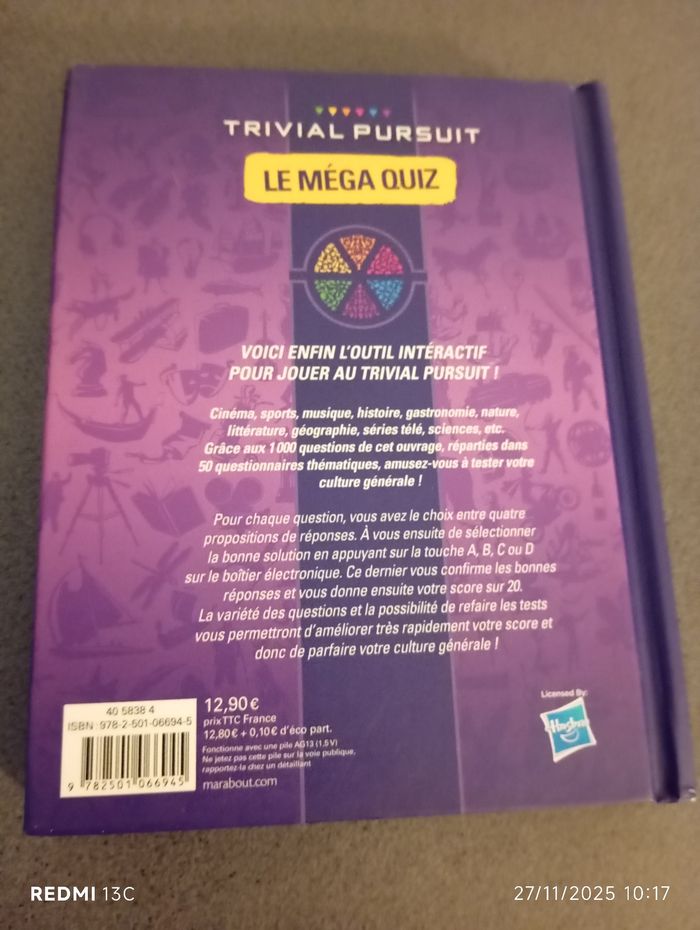 TRIVIAL PURSUIT
LE MÉGA QUIZ
VOICI ENFIN L'OUTIL INTÉRACTIF
POUR JOUER AU TRIVIAL PURSUIT !
Cinéma, sports, musique, histoire, gastronomie, nature,
littérature, géographie, séries télé, sciences, etc.
Grâce aux 1000 questions de cet ouvrage, réparties dans
50 questionnaires thématiques, amusez-vous à tester votre
culture générale !
Pour chaque question, vous avez le choix entre quatre
propositions de réponses. À vous ensuite de sélectionner
la bonne solution en appuyant sur la touche A, B, C ou D
sur le boîtier électronique. Ce dernier vous confirme les bonnes
réponses et vous donne ensuite votre score sur 20.
La variété des questions et la possibilité de refaire les tests
vous permettront d'améliorer très rapidement votre score et
donc de parfaire votre culture générale !
40 5838 4
ISBN : 978-2-501-06694-5
9 782501 066945
12,90 €
prix TTC France
12,80€ + 0,10€ d'éco part.
Fonctionne avec une pile AG13 (1,5 V)
Ne jetez pas cette pile sur la voie publique,
rapportez-la chez un détaillant
marabout.com
Licensed By:
Hasbro
REDMI 13C
27/11/2025 10:17